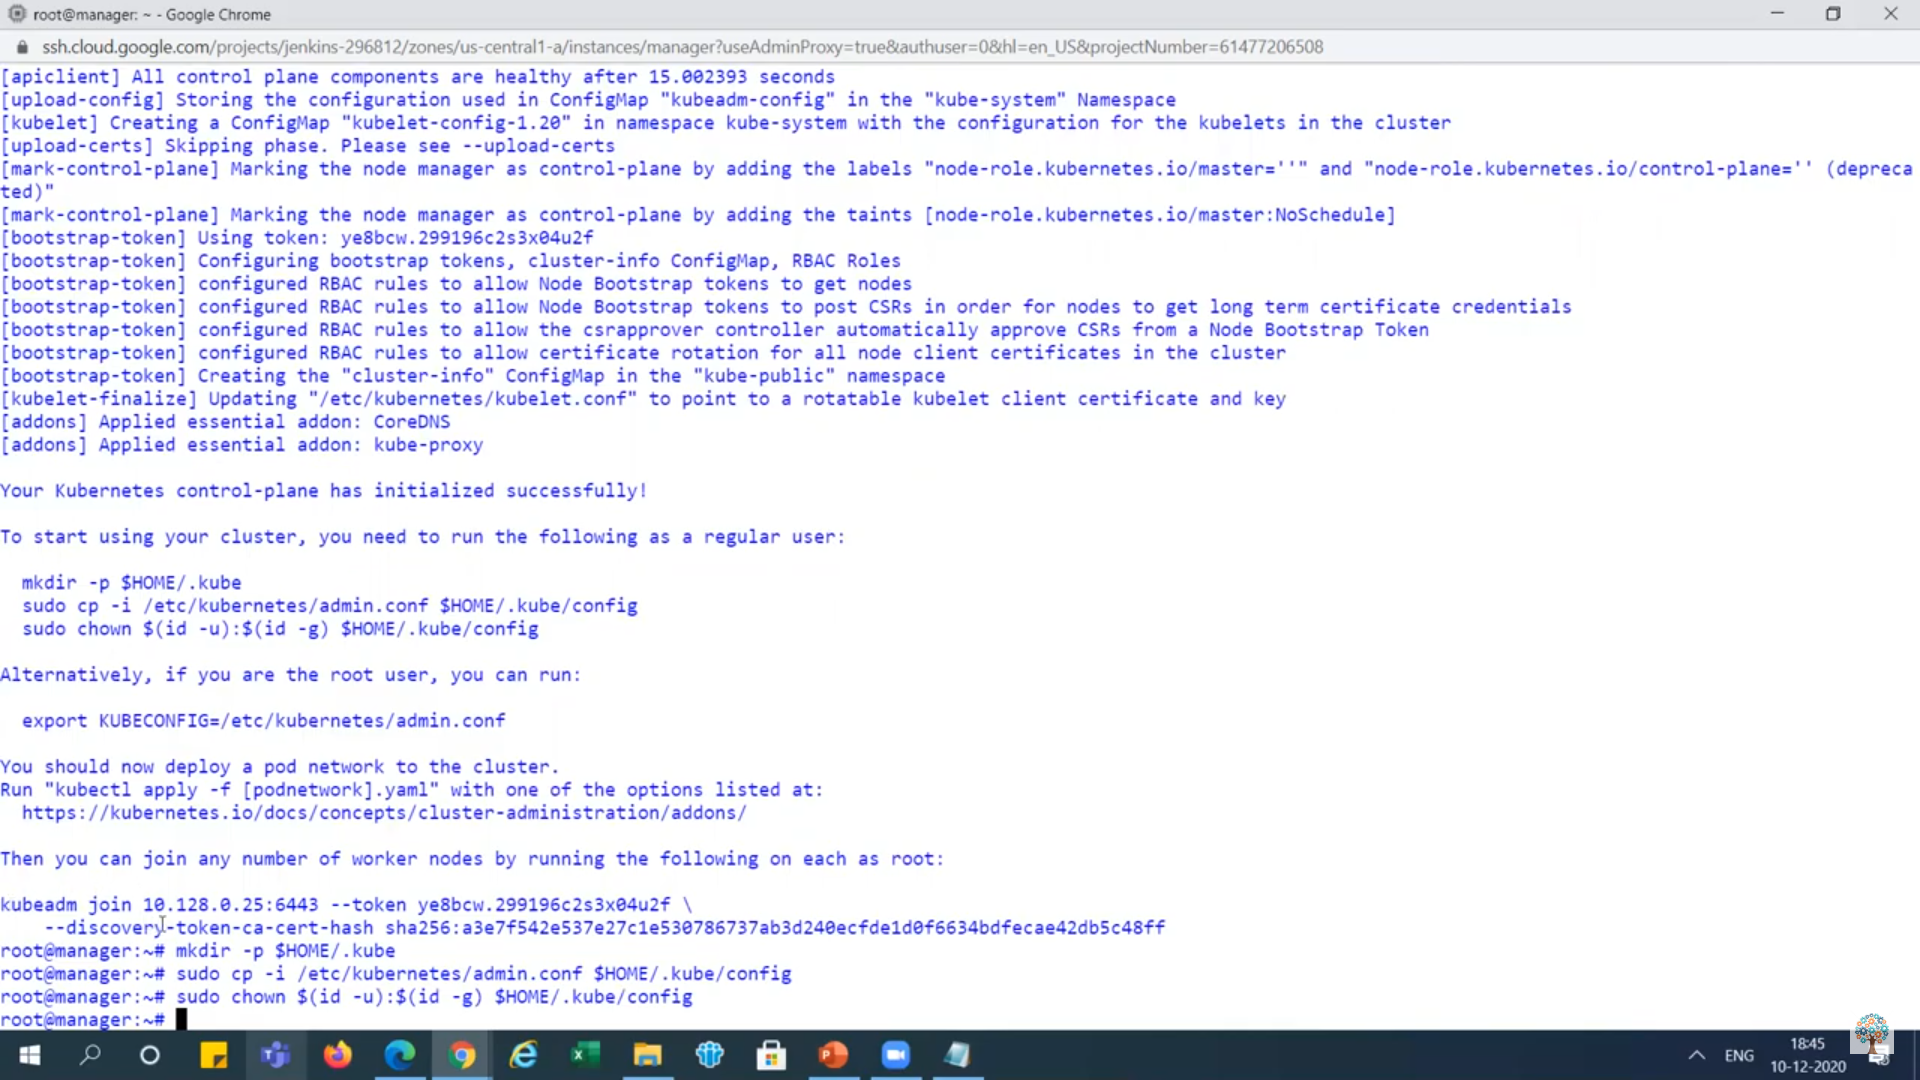 root@manager: ~ - Google Chrome
ssh.cloud.google.com/projects/jenkins-296812/zones/us-central1-a/instances/manager?useAdminProxy=true&authuser=0&hl=en_US&projectNumber=61477206508
[apiclient] All control plane components are healthy after 15.002393 seconds
[upload-config] Storing the configuration used in ConfigMap "kubeadm-config" in the "kube-system" Namespace
[kubelet] Creating a ConfigMap "kubelet-config-1.20" in namespace kube-system with the configuration for the kubelets in the cluster
[upload-certs] Skipping phase. Please see --upload-certs
[mark-control-plane] Marking the node manager as control-plane by adding the labels "node-role.kubernetes.io/master=''" and "node-role.kubernetes.io/control-plane='' (depreca
ted)"
[mark-control-plane] Marking the node manager as control-plane by adding the taints [node-role.kubernetes.io/master:NoSchedule]
[bootstrap-token] Using token: ye8bcw.299196c2s3x04u2f
[bootstrap-token] Configuring bootstrap tokens, cluster-info ConfigMap, RBAC Roles
[bootstrap-token] configured RBAC rules to allow Node Bootstrap tokens to get nodes
[bootstrap-token] configured RBAC rules to allow Node Bootstrap tokens to post CSRs in order for nodes to get long term certificate credentials
[bootstrap-token] configured RBAC rules to allow the csrapprover controller automatically approve CSRs from a Node Bootstrap Token
[bootstrap-token] configured RBAC rules to allow certificate rotation for all node client certificates in the cluster
[bootstrap-token] Creating the "cluster-info" ConfigMap in the "kube-public" namespace
[kubelet-finalize] Updating "/etc/kubernetes/kubelet.conf" to point to a rotatable kubelet client certificate and key
[addons] Applied essential addon: CoreDNS
[addons] Applied essential addon: kube-proxy
Your Kubernetes control-plane has initialized successfully!
To start using your cluster, you need to run the following as a regular user:
mkdir -p $HOME/.kube
sudo cp -i /etc/kubernetes/admin.conf $HOME/.kube/config
sudo chown $(id -u):$(id -g) $HOME/.kube/config
Alternatively, if you are the root user, you can run:
export KUBECONFIG=/etc/kubernetes/admin.conf
You should now deploy a pod network to the cluster.
Run "kubectl apply -f [podnetwork].yaml" with one of the options listed at:
https://kubernetes.io/docs/concepts/cluster-administration/addons/
Then you can join any number of worker nodes by running the following on each as root:
kubeadm join 10.128.0.25:6443 --token ye8bcw.299196c2s3x04u2f \
--discovery-token-ca-cert-hash sha256:a3e7f542e537e27c1e530786737ab3d240ecfde1d0f6634bdfecae42db5c48ff
root@manager:~# mkdir -p $HOME/.kube
root@manager:~# sudo cp -i /etc/kubernetes/admin.conf $HOME/.kube/config
root@manager:~# sudo chown $(id -u):$(id -g) $HOME/.kube/config
root@manager:~#
ENG
18:45
10-12-2020